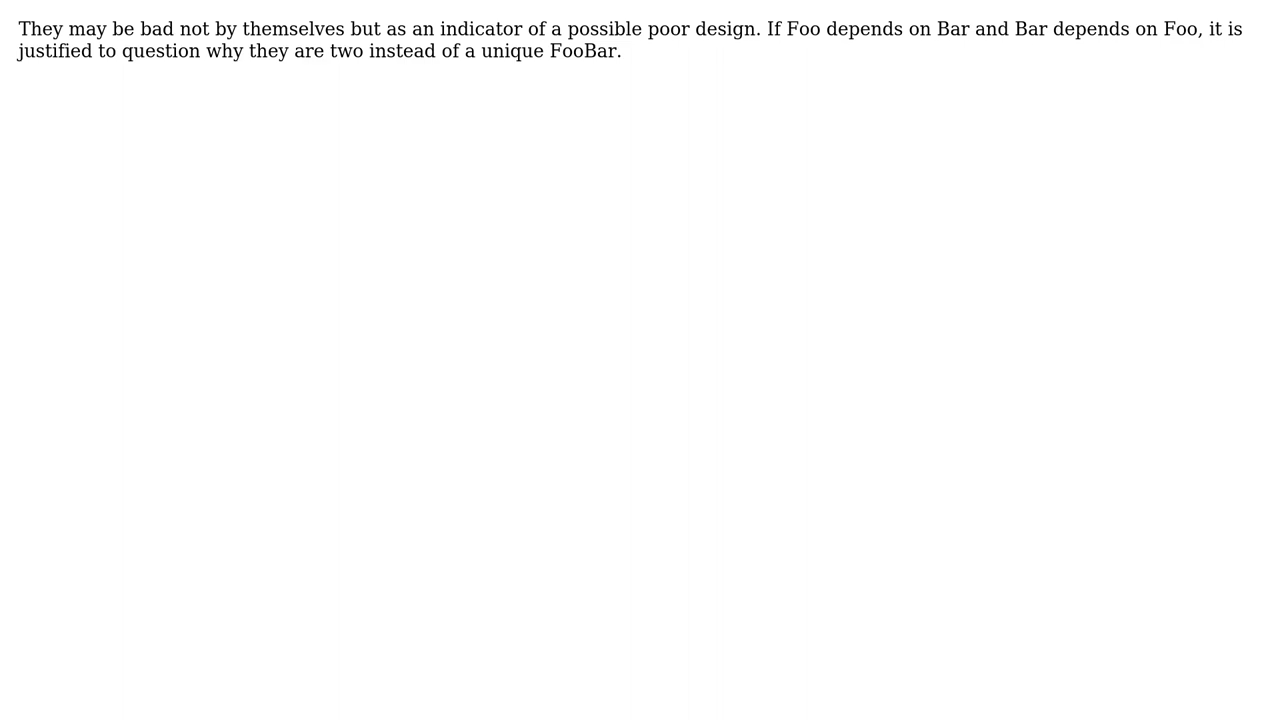 They may be bad not by themselves but as an indicator of a possible poor design. If Foo depends on Bar and Bar depends on Foo, it is
justified to question why they are two instead of a unique FooBar.